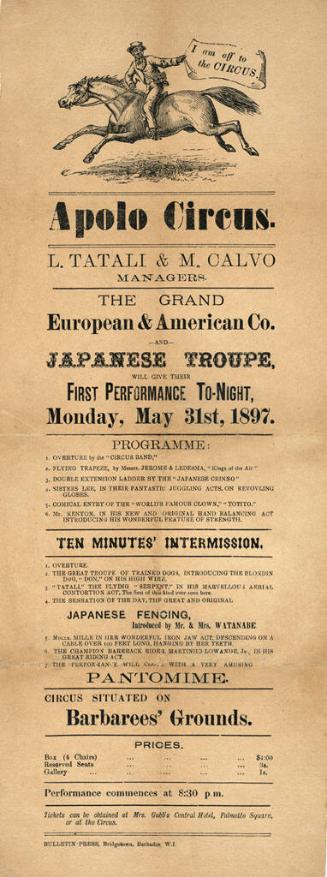 I am off to
the CIRCUS.
Apolo Circus.
L. TATALI & M. CALVO
MANAGERS.
THE GRAND
European & American Co.
—AND—
JAPANESE TROUPE,
WILL GIVE THEIR
FIRST PERFORMANCE TO-NIGHT,
Monday, May 31st, 1897.
PROGRAMME:
1. OVERTURE by the "CIRCUS BAND,"
2. FLYING TRAPEZE, by Messrs. JEROME & LEDESMA, "Kings of the Air"
3. DOUBLE EXTENSION LADDER BY THE "JAPANESE
4. SISTERS LEE, IN THEIR FANTASTIC JUGGLING ACTS, ON REVOVLING
GLOBES.
5. COMICAL ENTRY OF THE "WORLD'S FAMOUS CLOWN," "TOTITO."
6. Mr. KENYON, IN HIS NEW AND ORIGINAL HAND BALANCING ACT
INTRODUCING HIS WONDERFUL FEATURE OF STRENGTH.
TEN MINUTES' INTERMISSION.
1. OVERTURE.
2. THE GREAT TROUPE OF TRAINED DOGS, INTRODUCING THE BLONDIN
DOG, "DON," ON HIS HIGH WIRE.
3. "TATALI," THE FLYING "SERPENT," IN HIS MARVELLOUS AERIAL
CONTORTION ACT, The first of this kind ever seen here.
4. THE SENSATION OF THE DAY, THE GREAT AND ORIGINAL
JAPANESE FENCING,
Introduced by Mr. & Mrs. WATANABE
5. MILLE IN HER WONDERFUL IRON JAW ACT, DESCENDING ON A
CABLE OVER 100 FEET LONG, HANGING BY HER TEETH.
6. THE CHAMPION BAREBACK RIDER, MARTINHO LOWANDE, Jr., IN HIS
GREAT RIDING ACT.
7. THE PERFORMANCE WILL WITH A VERY AMUSING
PANTOMIME.
CIRCUS SITUATED ON
Barbarees' Grounds.
PRICES.
Box (6 Chairs) ... ... ... ... $4:00
Reserved Seats ... ... ... 3s.
Gallery ... ... ... ... 1s.
Performance commences at 8:30 p.m.
Tickets can be obtained at Mrs. Gobli's Central Hotel, Palmetto Square,
or at the Circus.
BULLETIN PRESS, Bridgetown, Barbados, W.I.